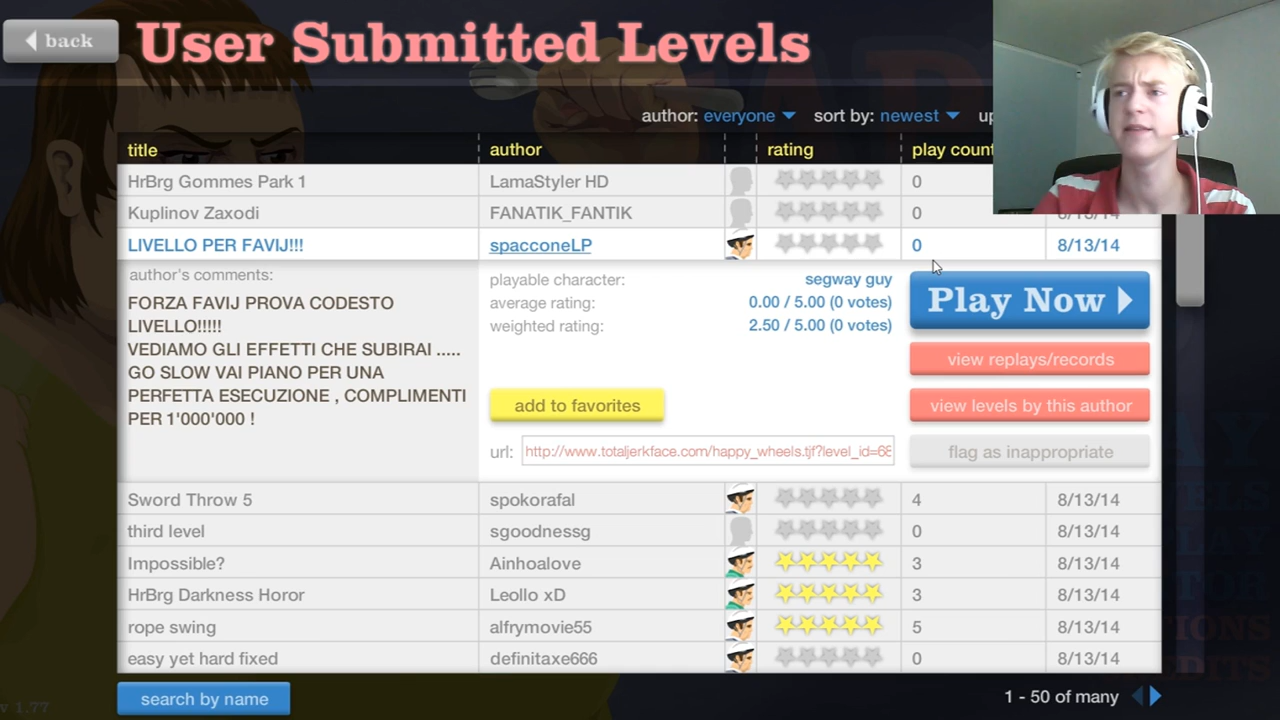 back
User Submitted Levels
author: everyone sort by: newest
title author rating play count
HrBrg Gommes Park 1 LamaStyler HD 0
Kuplinov Zaxodi FANATIK_FANTIK 0 8/13/14
LIVELLO PER FAVIJ!!! spacconeLP 0 8/13/14
author's comments:
FORZA FAVIJ PROVA CODESTO
LIVELLO!!!!!
VEDIAMO GLI EFFETTI CHE SUBIRAI .....
GO SLOW VAI PIANO PER UNA
PERFETTA ESECUZIONE , COMPLIMENTI
PER 1'000'000 !
playable character: segway guy
average rating: 0.00 / 5.00 (0 votes)
weighted rating: 2.50 / 5.00 (0 votes)
add to favorites
url: http://www.totaljerkface.com/happy_wheels.tjf?level_id=68
Play Now
view replays/records
view levels by this author
flag as inappropriate
Sword Throw 5 spokorafal 4 8/13/14
third level sgoodnessg 0 8/13/14
Impossible? Ainhoalove 3 8/13/14
HrBrg Darkness Horor Leollo xD 3 8/13/14
rope swing alfrymovie55 5 8/13/14
easy yet hard fixed definitaxe666 0 8/13/14
search by name
1 - 50 of many
v 1.77